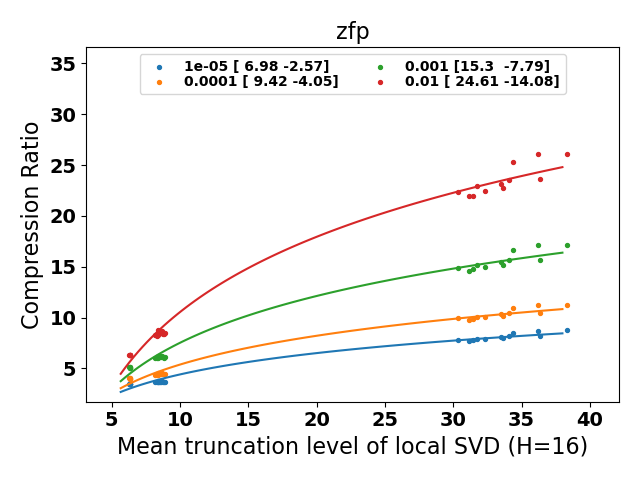 zfp
1e-05 [ 6.98 -2.57]
0.0001 [ 9.42 -4.05]
0.001 [15.3  -7.79]
0.01 [ 24.61 -14.08]
Compression Ratio
35
30
25
20
15
10
5
5 10 15 20 25 30 35 40
Mean truncation level of local SVD (H=16)